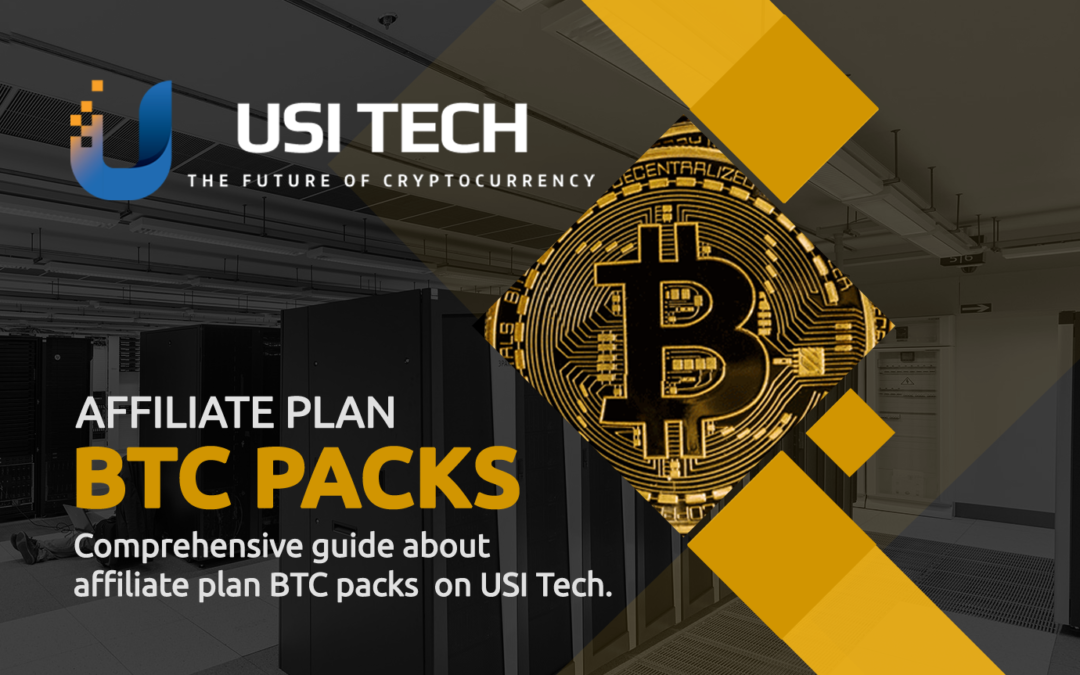 USI TECH
THE FUTURE OF CRYPTOCURRENCY
DECENTRALIZED
AFFILIATE PLAN
BTC PACKS
Comprehensive guide about
affiliate plan BTC packs on USI Tech.